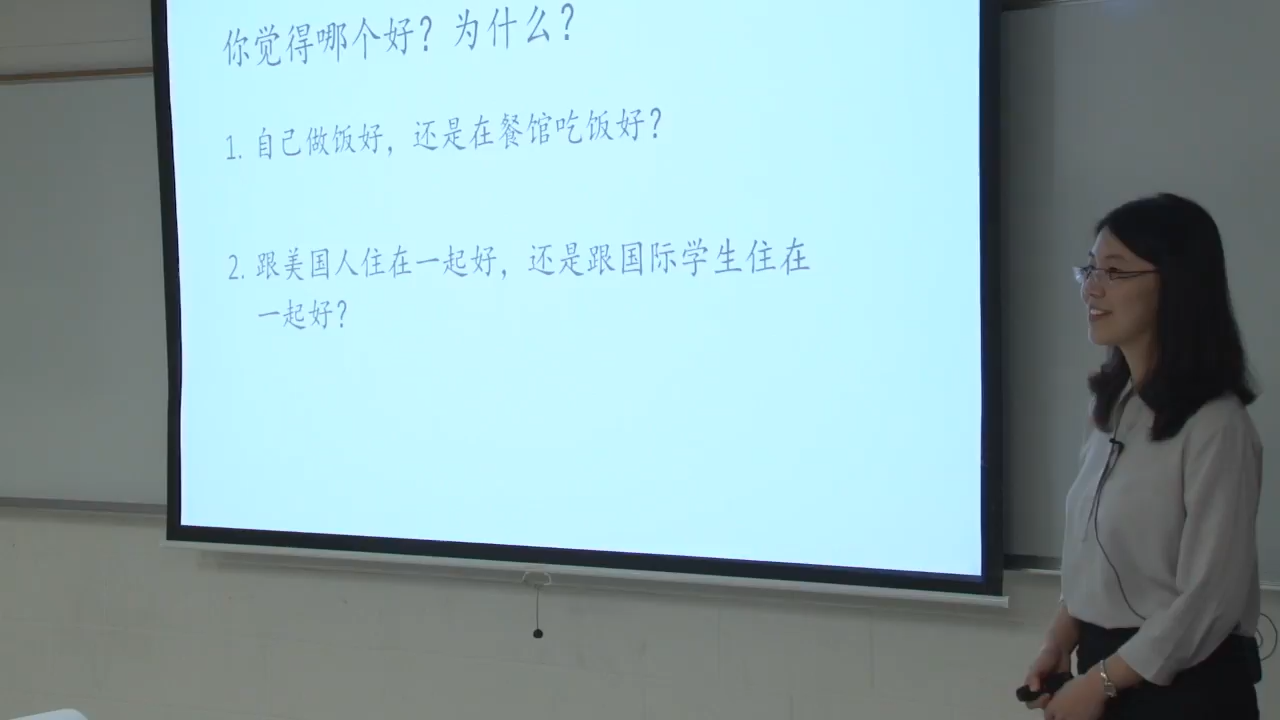 你觉得哪个好？为什么？
1. 自己做饭好，还是在餐馆吃饭好？
2. 跟美国人住在一起好，还是跟国际学生住在
一起好？